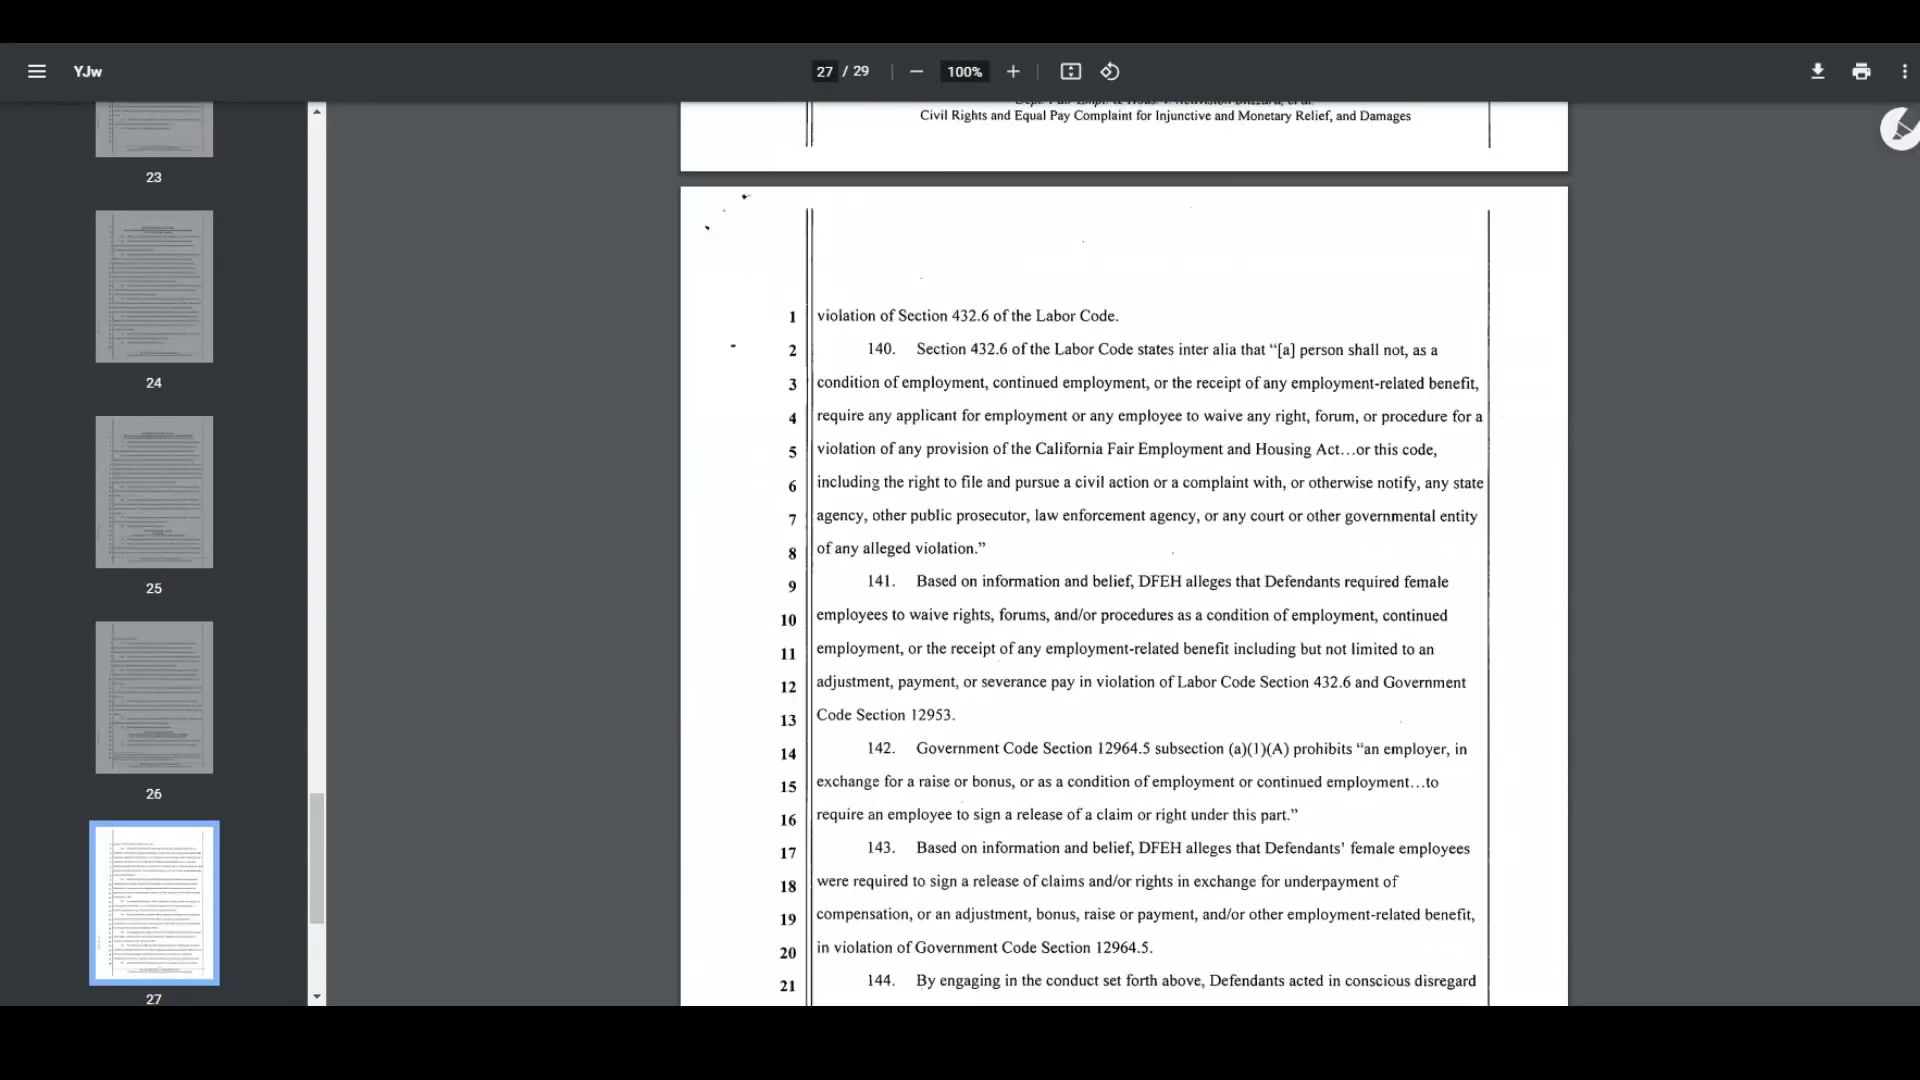 YJw
27 / 29
100%
23
24
25
26
27
Civil Rights and Equal Pay Complaint for Injunctive and Monetary Relief, and Damages
1 violation of Section 432.6 of the Labor Code.
2 140. Section 432.6 of the Labor Code states inter alia that “[a] person shall not, as a
3 condition of employment, continued employment, or the receipt of any employment-related benefit,
4 require any applicant for employment or any employee to waive any right, forum, or procedure for a
5 violation of any provision of the California Fair Employment and Housing Act…or this code,
6 including the right to file and pursue a civil action or a complaint with, or otherwise notify, any state
7 agency, other public prosecutor, law enforcement agency, or any court or other governmental entity
8 of any alleged violation.”
9 141. Based on information and belief, DFEH alleges that Defendants required female
10 employees to waive rights, forums, and/or procedures as a condition of employment, continued
11 employment, or the receipt of any employment-related benefit including but not limited to an
12 adjustment, payment, or severance pay in violation of Labor Code Section 432.6 and Government
13 Code Section 12953.
14 142. Government Code Section 12964.5 subsection (a)(1)(A) prohibits “an employer, in
15 exchange for a raise or bonus, or as a condition of employment or continued employment…to
16 require an employee to sign a release of a claim or right under this part.”
17 143. Based on information and belief, DFEH alleges that Defendants’ female employees
18 were required to sign a release of claims and/or rights in exchange for underpayment of
19 compensation, or an adjustment, bonus, raise or payment, and/or other employment-related benefit,
20 in violation of Government Code Section 12964.5.
21 144. By engaging in the conduct set forth above, Defendants acted in conscious disregard